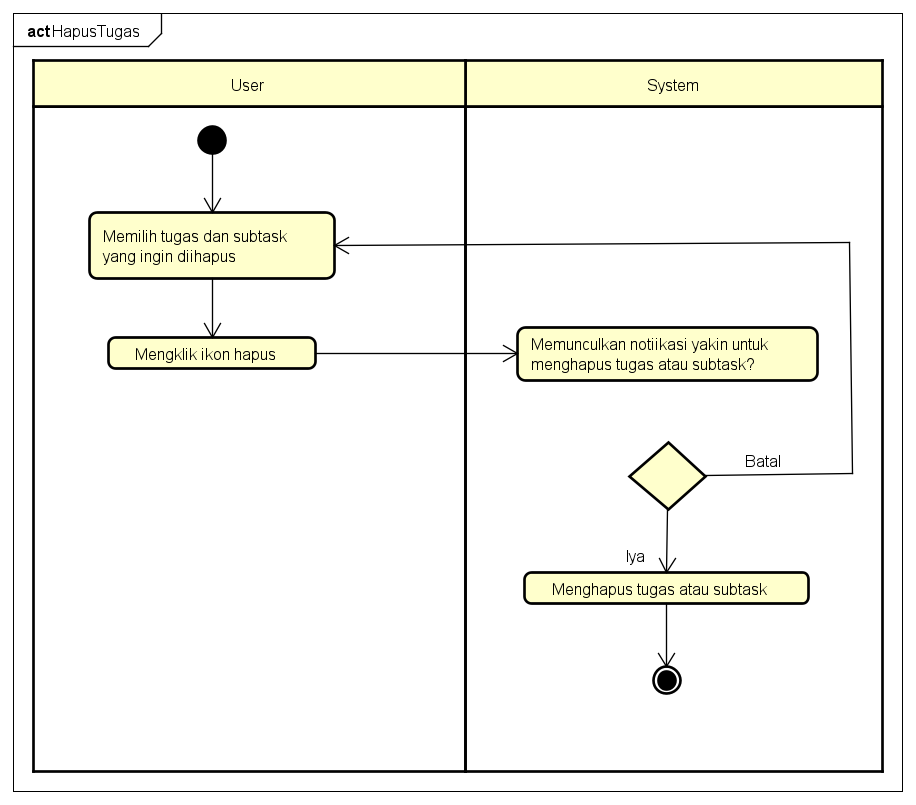 act HapusTugas
User
System
Memilih tugas dan subtask
yang ingin diihapus
Mengklik ikon hapus
Memunculkan notiikasi yakin untuk
menghapus tugas atau subtask?
Batal
Iya
Menghapus tugas atau subtask